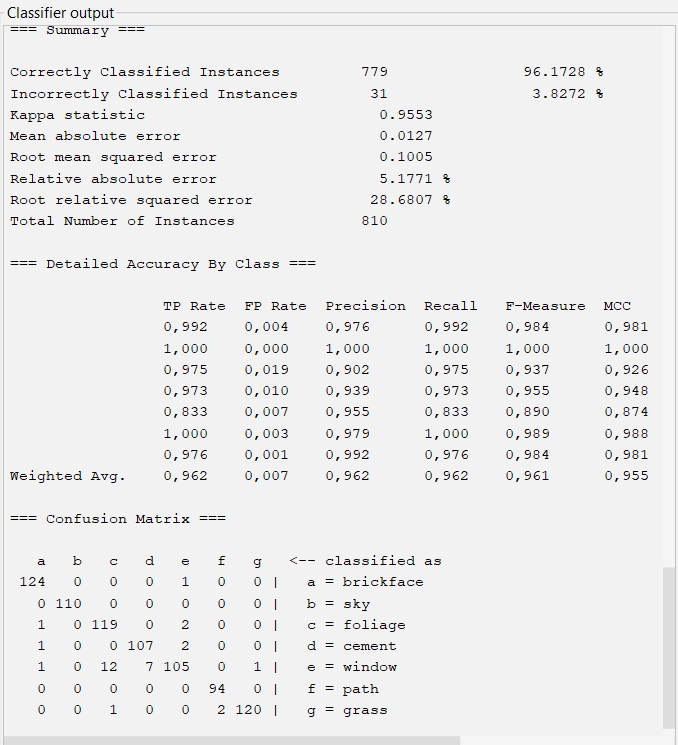 Classifier output
=== Summary ===
Correctly Classified Instances 779 96.1728 %
Incorrectly Classified Instances 31 3.8272 %
Kappa statistic 0.9553
Mean absolute error 0.0127
Root mean squared error 0.1005
Relative absolute error 5.1771 %
Root relative squared error 28.6807 %
Total Number of Instances 810
=== Detailed Accuracy By Class ===
TP Rate FP Rate Precision Recall F-Measure MCC
0,992 0,004 0,976 0,992 0,984 0,981
1,000 0,000 1,000 1,000 1,000 1,000
0,975 0,019 0,902 0,975 0,937 0,926
0,973 0,010 0,939 0,973 0,955 0,948
0,833 0,007 0,955 0,833 0,890 0,874
1,000 0,003 0,979 1,000 0,989 0,988
0,976 0,001 0,992 0,976 0,984 0,981
Weighted Avg. 0,962 0,007 0,962 0,962 0,961 0,955
=== Confusion Matrix ===
a b c d e f g <-- classified as
124 0 0 0 1 0 0 | a = brickface
0 110 0 0 0 0 0 | b = sky
1 0 119 0 2 0 0 | c = foliage
1 0 0 107 2 0 0 | d = cement
1 0 12 7 105 0 1 | e = window
0 0 0 0 0 94 0 | f = path
0 0 1 0 0 2 120 | g = grass